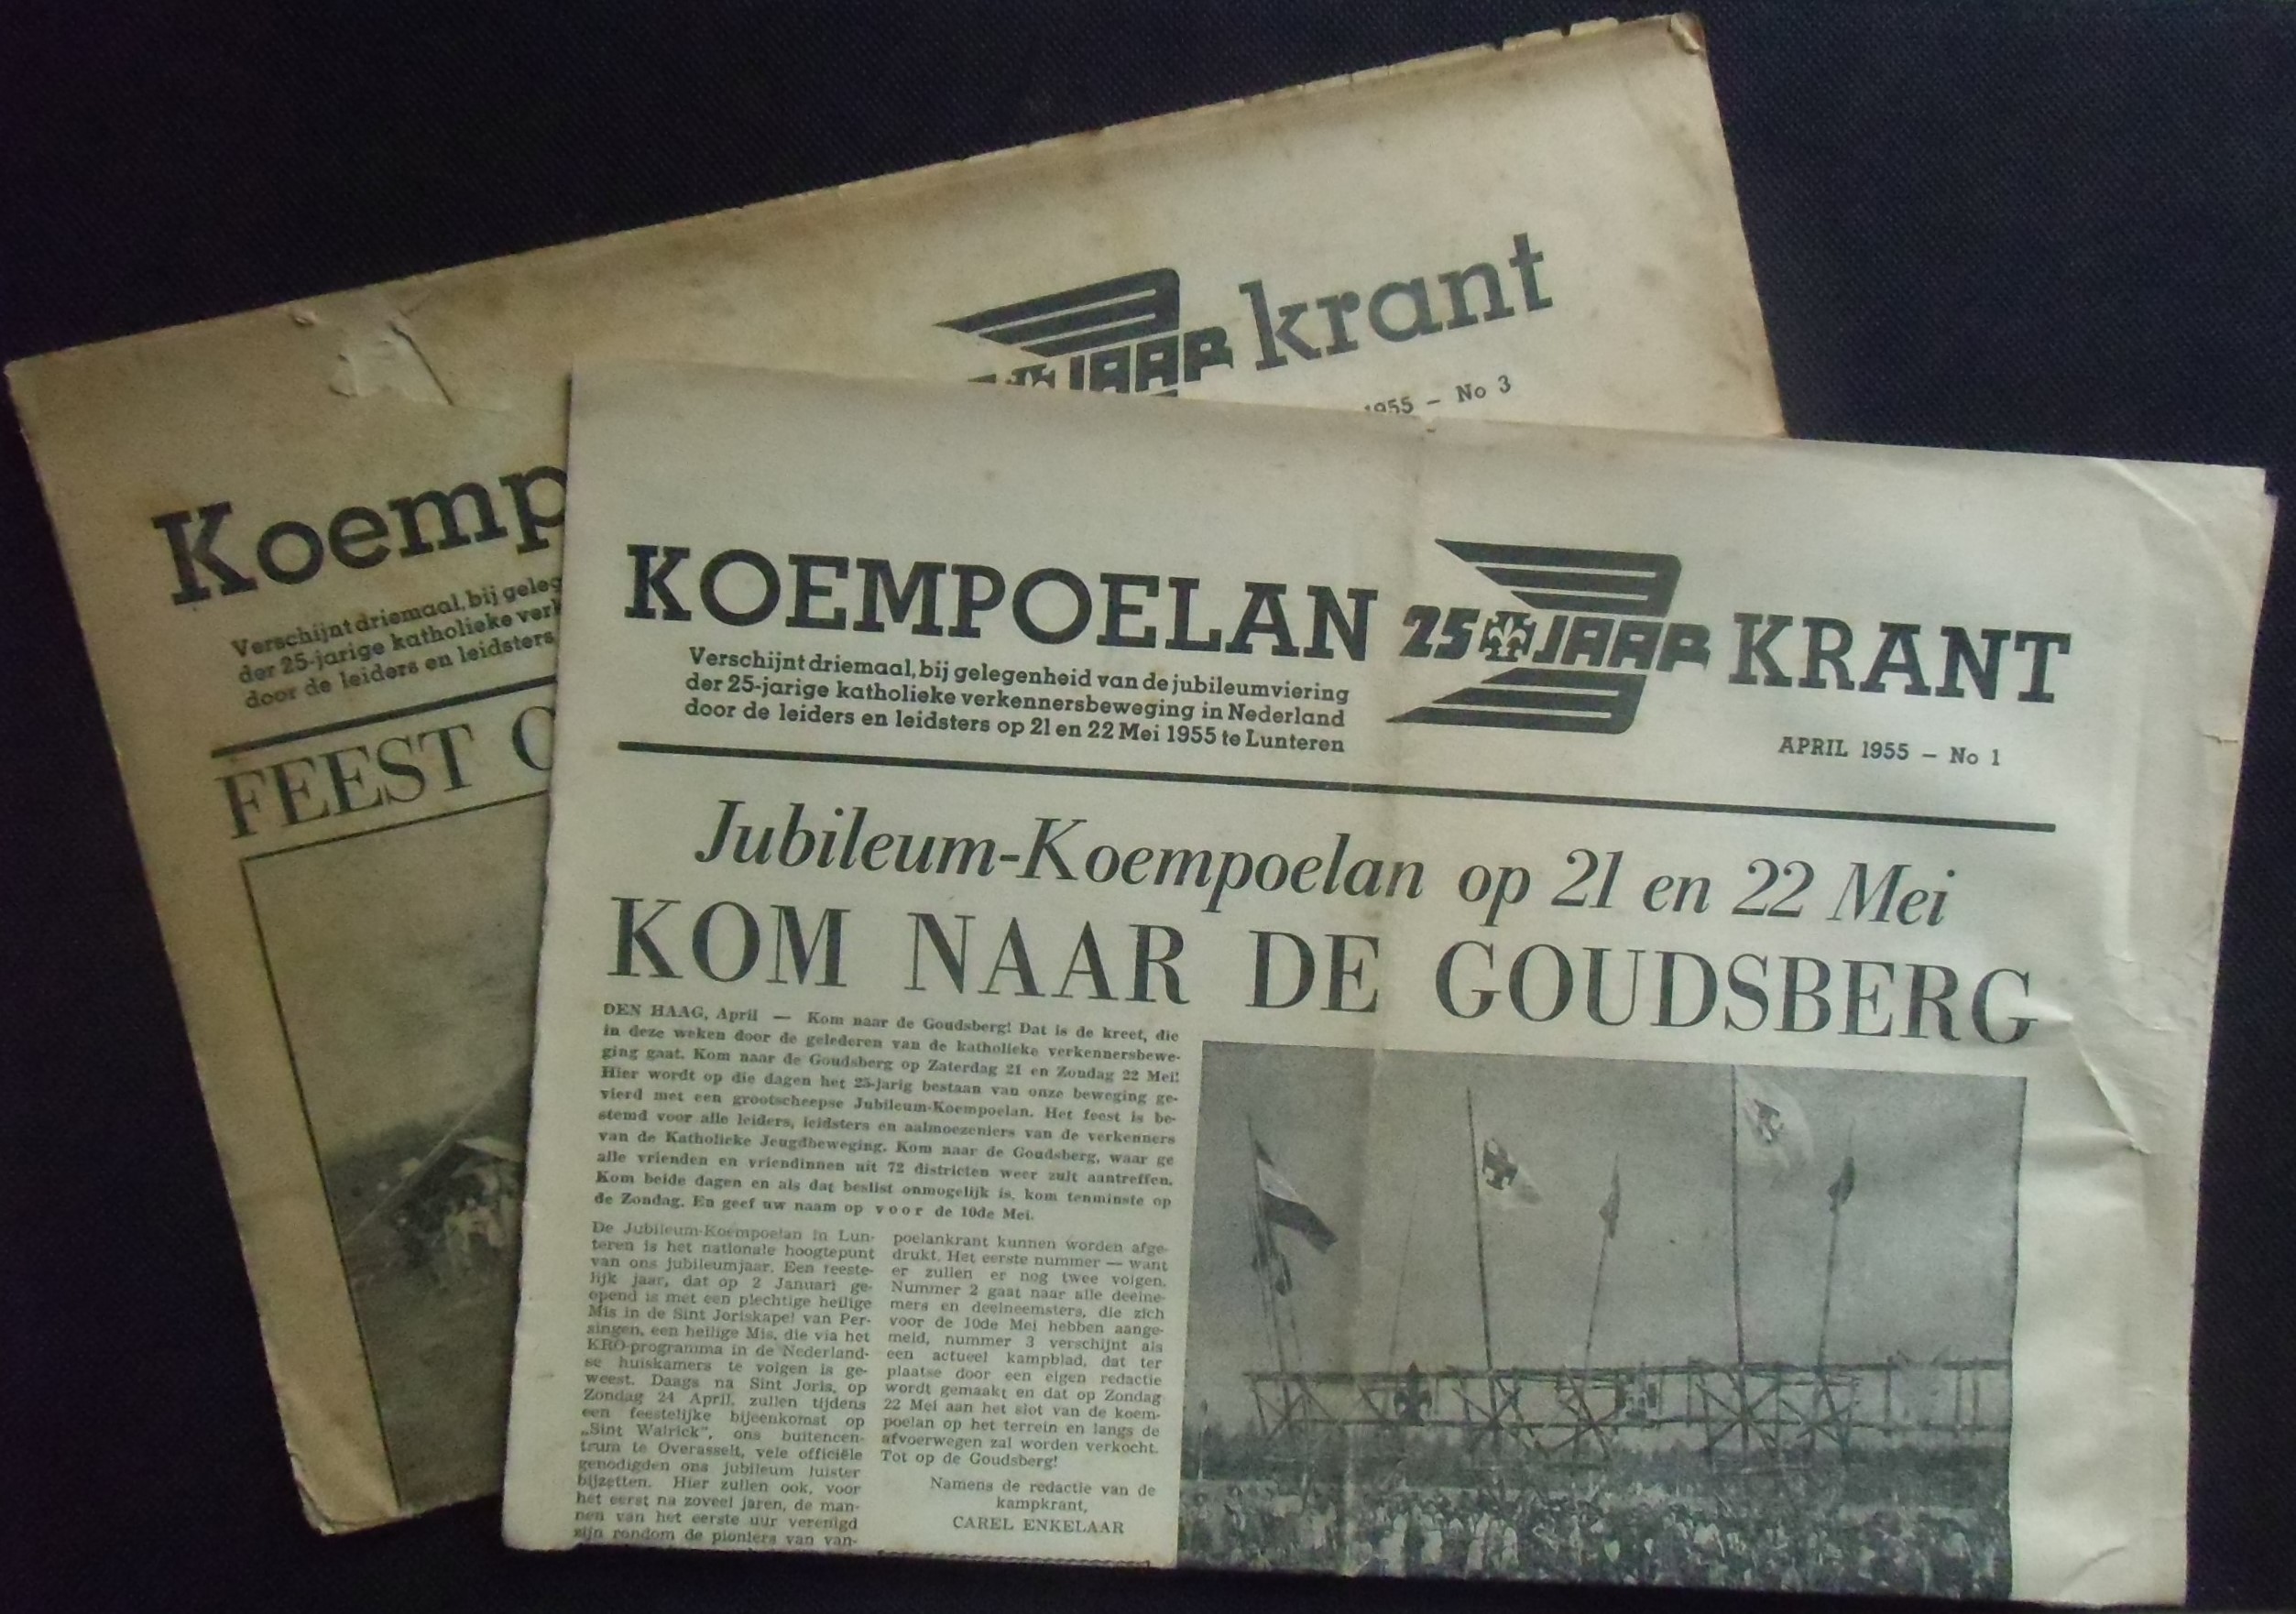 JAAR krant
1955 – No 3
Koemp
Verschijnt driemaal, bij geleg
der 25-jarige katholieke verk
door de leiders en leidsters
FEEST O
KOEMPOELAN 25 JAAR KRANT
Verschijnt driemaal, bij gelegenheid van de jubileumviering
der 25-jarige katholieke verkennersbeweging in Nederland
door de leiders en leidsters op 21 en 22 Mei 1955 te Lunteren
APRIL 1955 – No 1
Jubileum-Koempoelan op 21 en 22 Mei
KOM NAAR DE GOUDSBERG
DEN HAAG, April — Kom naar de Goudsberg! Dat is de kreet, die
in deze weken door de gelederen van de katholieke verkennersbewe-
ging gaat. Kom naar de Goudsberg op Zaterdag 21 en Zondag 22 Mei!
Hier wordt op die dagen het 25-jarig bestaan van onze beweging ge-
vierd met een grootscheepse Jubileum-Koempoelan. Het feest is be-
stemd voor alle leiders, leidsters en aalmoezeniers van de verkenners
van de Katholieke Jeugdbeweging. Kom naar de Goudsberg, waar ge
alle vrienden en vriendinnen uit 72 districten weer zult aantreffen.
Kom beide dagen en als dat beslist onmogelijk is, kom tenminste op
de Zondag. En geef uw naam op voor de 10de Mei.
De Jubileum-Koempoelan in Lun-
teren is het nationale hoogtepunt
van ons jubileumjaar. Een feeste-
lijk jaar, dat op 2 Januari ge-
opend is met een plechtige heilige
Mis in de Sint Joriskapel van Per-
singen, een heilige Mis, die via het
KRO-programma in de Nederland-
se huiskamers te volgen is ge-
weest. Daags na Sint Joris, op
Zondag 24 April, zullen tijdens
een feestelijke bijeenkomst op
„Sint Walrick", ons buitencen-
trum te Overasselt, vele officiële
genodigden ons jubileum luister
bijzetten. Hier zullen ook, voor
het eerst na zoveel jaren, de man-
nen van het eerste uur verenigd
zijn rondom de pioniers van van-
poelankrant kunnen worden afge-
drukt. Het eerste nummer — want
er zullen er nog twee volgen.
Nummer 2 gaat naar alle deelne-
mers en deelneemsters, die zich
voor de 10de Mei hebben aange-
meld, nummer 3 verschijnt als
een actueel kampblad, dat ter
plaatse door een eigen redactie
wordt gemaakt en dat op Zondag
22 Mei aan het slot van de koem-
poelan op het terrein en langs de
afvoerwegen zal worden verkocht.
Tot op de Goudsberg!
Namens de redactie van de
kampkrant,
CAREL ENKELAAR